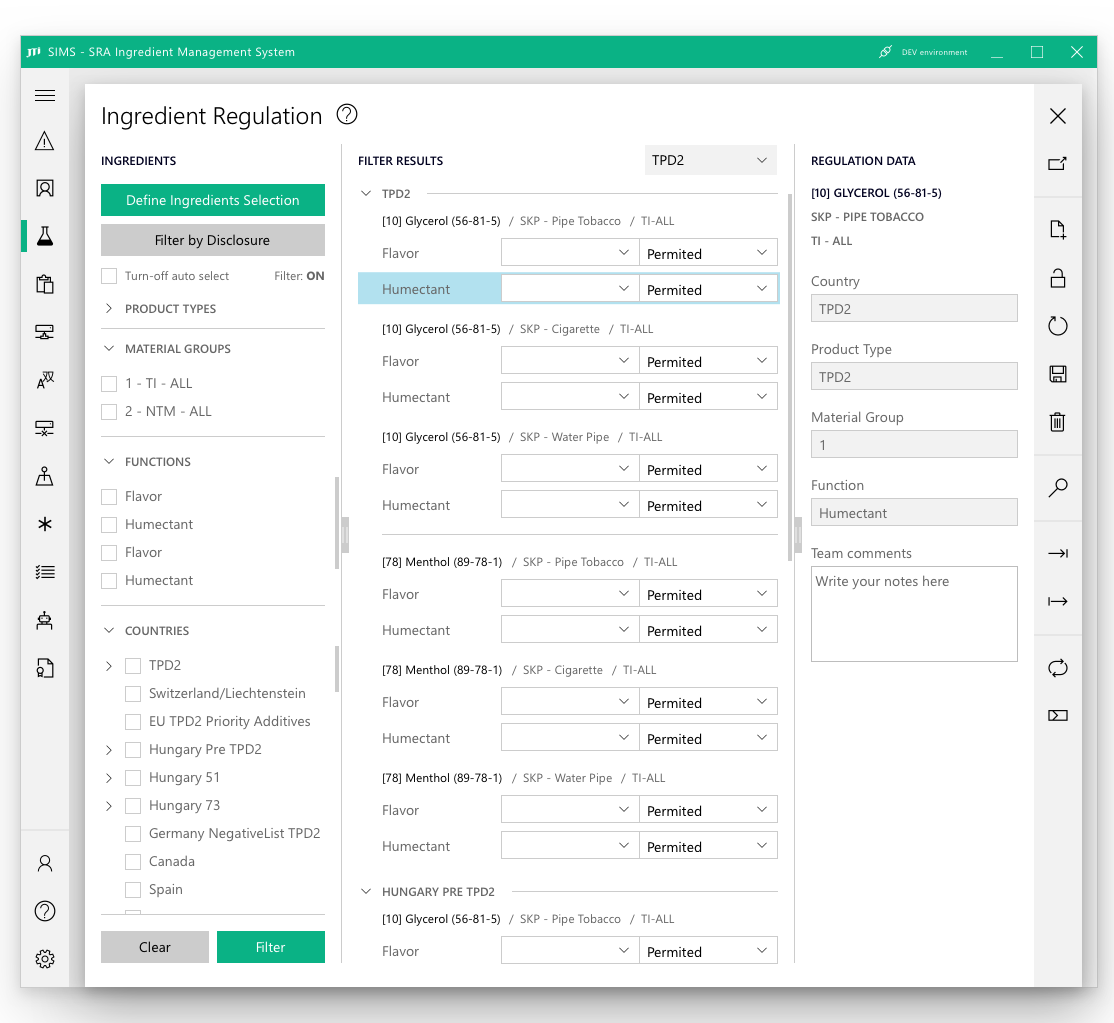 JTI SIMS - SRA Ingredient Management System
DEV environment
Ingredient Regulation
INGREDIENTS
Define Ingredients Selection
Filter by Disclosure
Turn-off auto select Filter: ON
PRODUCT TYPES
MATERIAL GROUPS
1 - TI - ALL
2 - NTM - ALL
FUNCTIONS
Flavor
Humectant
Flavor
Humectant
COUNTRIES
TPD2
Switzerland/Liechtenstein
EU TPD2 Priority Additives
Hungary Pre TPD2
Hungary 51
Hungary 73
Germany NegativeList TPD2
Canada
Spain
Clear Filter
FILTER RESULTS TPD2
TPD2
[10] Glycerol (56-81-5) / SKP - Pipe Tobacco / TI-ALL
Flavor Permited
Humectant Permited
[10] Glycerol (56-81-5) / SKP - Cigarette / TI-ALL
Flavor Permited
Humectant Permited
[10] Glycerol (56-81-5) / SKP - Water Pipe / TI-ALL
Flavor Permited
Humectant Permited
[78] Menthol (89-78-1) / SKP - Pipe Tobacco / TI-ALL
Flavor Permited
Humectant Permited
[78] Menthol (89-78-1) / SKP - Cigarette / TI-ALL
Flavor Permited
Humectant Permited
[78] Menthol (89-78-1) / SKP - Water Pipe / TI-ALL
Flavor Permited
Humectant Permited
HUNGARY PRE TPD2
[10] Glycerol (56-81-5) / SKP - Pipe Tobacco / TI-ALL
Flavor Permited
REGULATION DATA
[10] GLYCEROL (56-81-5)
SKP - PIPE TOBACCO
TI - ALL
Country
TPD2
Product Type
TPD2
Material Group
1
Function
Humectant
Team comments
Write your notes here